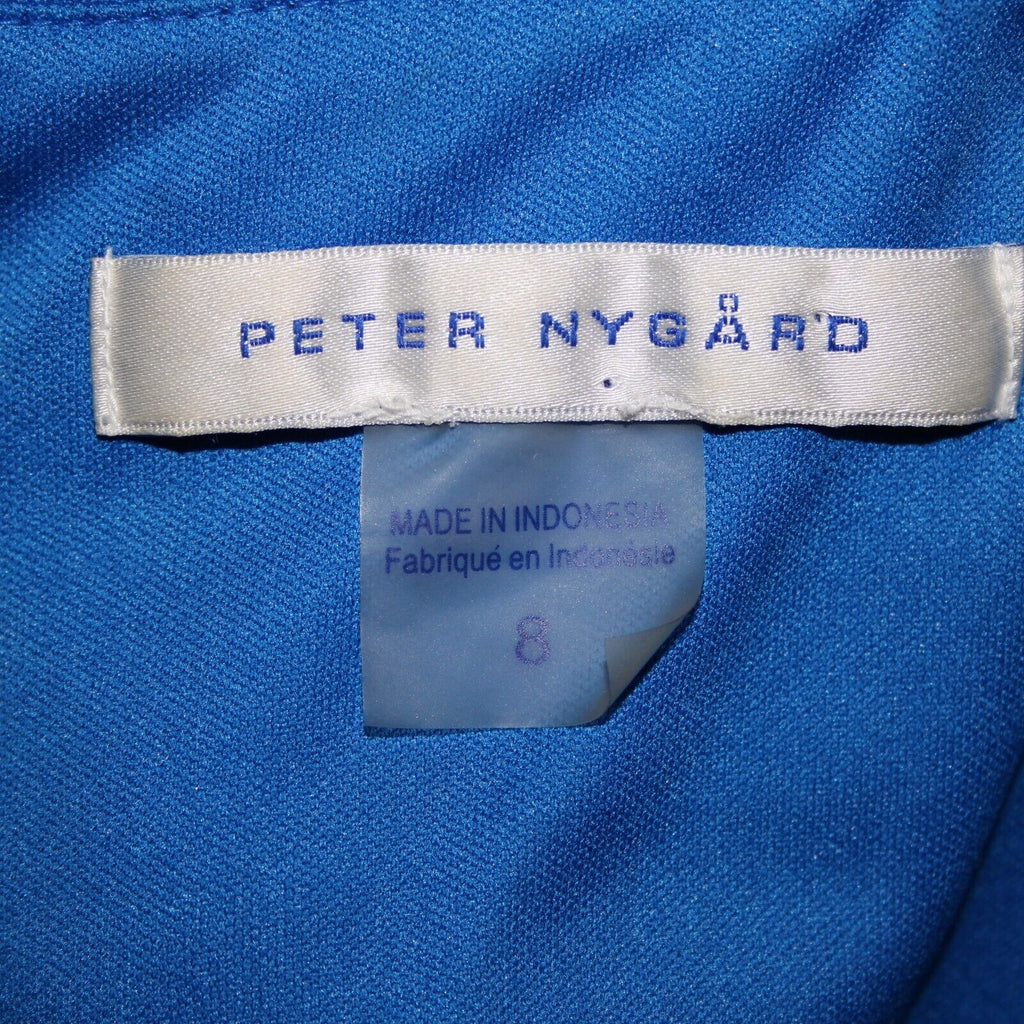 PETER NYGÅRD
MADE IN INDONESIA
Fabriqué en Indonésie
8